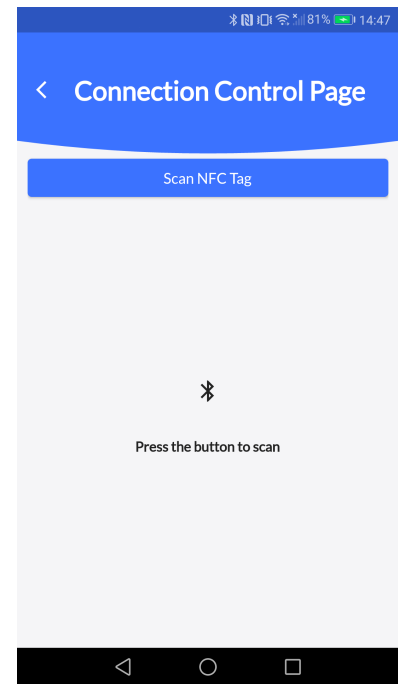 81% 14:47
Connection Control Page
Scan NFC Tag
Press the button to scan